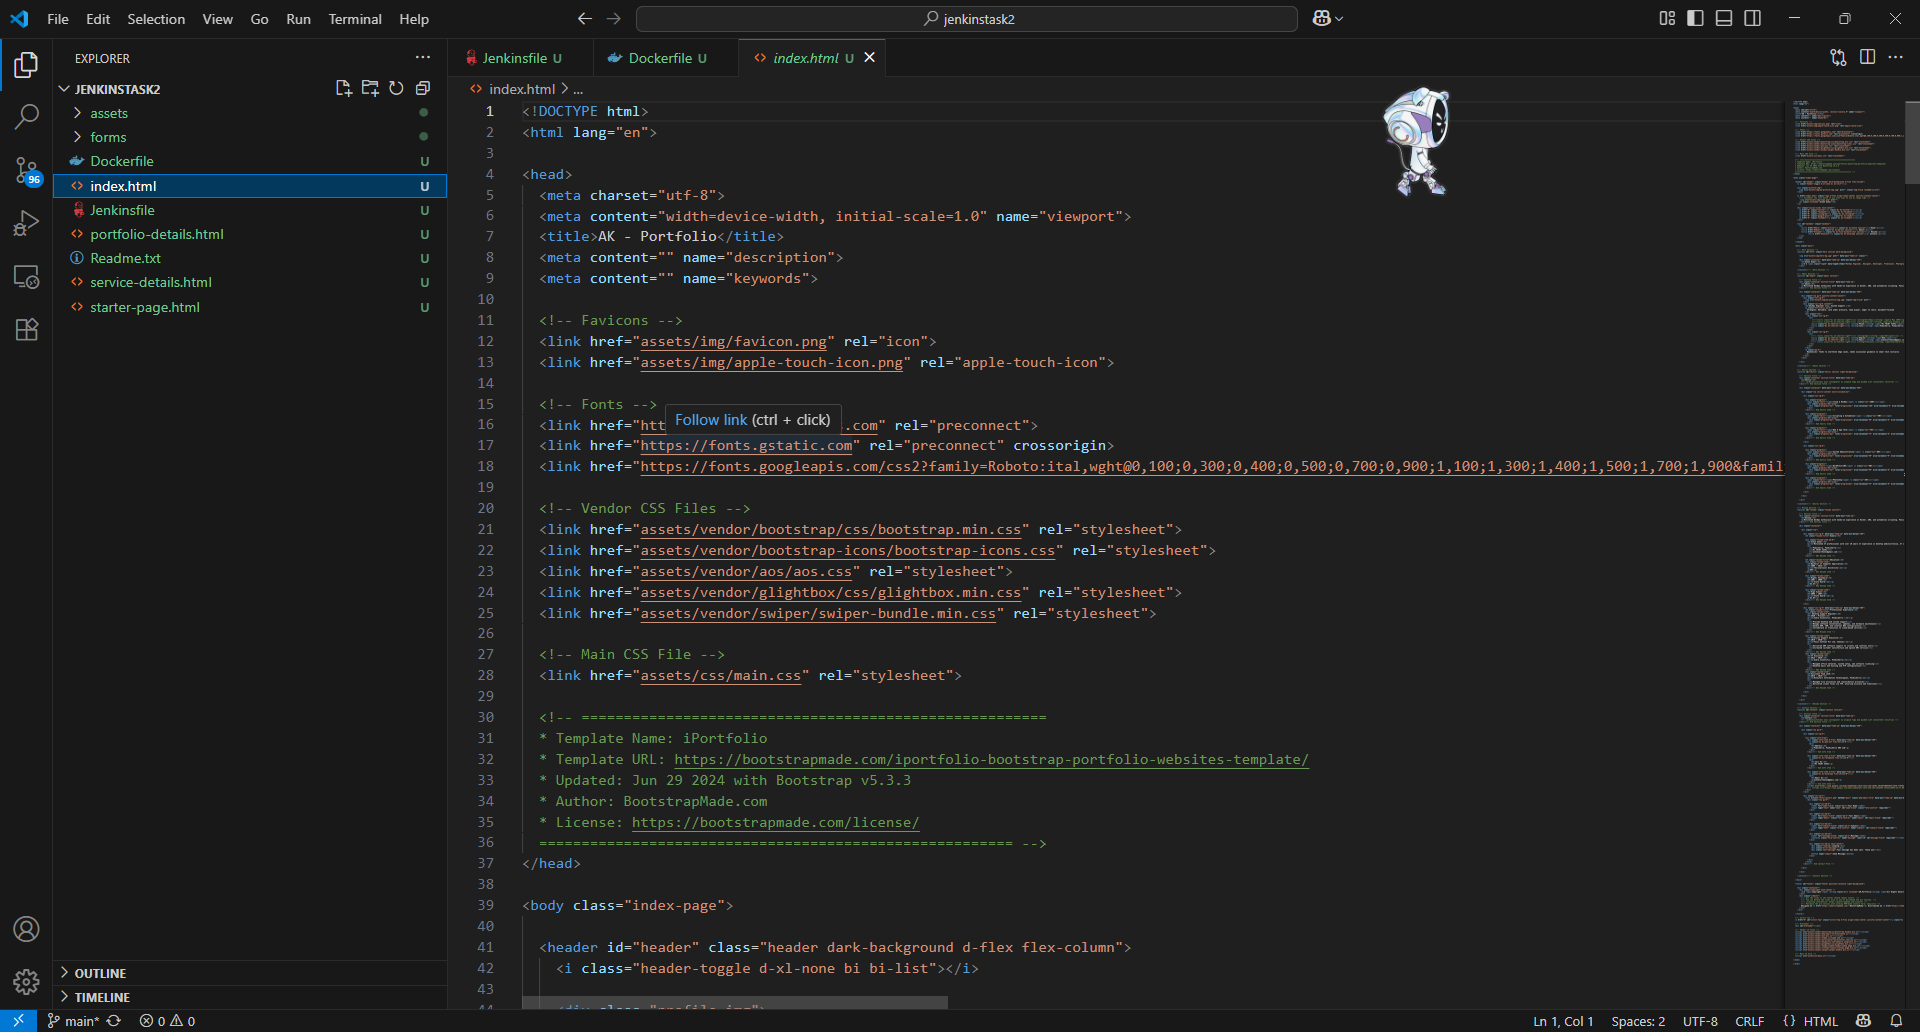 File Edit Selection View Go Run Terminal Help
jenkinstask2
EXPLORER
JENKINSTASK2
assets
forms
Dockerfile U
index.html U
Jenkinsfile U
portfolio-details.html U
Readme.txt U
service-details.html U
starter-page.html U
96
OUTLINE
TIMELINE
Jenkinsfile U
Dockerfile U
index.html U
index.html > ...
1 <!DOCTYPE html>
2 <html lang="en">
3
4 <head>
5 <meta charset="utf-8">
6 <meta content="width=device-width, initial-scale=1.0" name="viewport">
7 <title>AK - Portfolio</title>
8 <meta content="" name="description">
9 <meta content="" name="keywords">
10
11 <!-- Favicons -->
12 <link href="assets/img/favicon.png" rel="icon">
13 <link href="assets/img/apple-touch-icon.png" rel="apple-touch-icon">
14
15 <!-- Fonts -->
Follow link (ctrl + click)
16 <link href="htt .com" rel="preconnect">
17 <link href="https://fonts.gstatic.com" rel="preconnect" crossorigin>
18 <link href="https://fonts.googleapis.com/css2?family=Roboto:ital,wght@0,100;0,300;0,400;0,500;0,700;0,900;1,100;1,300;1,400;1,500;1,700;1,900&famil
19
20 <!-- Vendor CSS Files -->
21 <link href="assets/vendor/bootstrap/css/bootstrap.min.css" rel="stylesheet">
22 <link href="assets/vendor/bootstrap-icons/bootstrap-icons.css" rel="stylesheet">
23 <link href="assets/vendor/aos/aos.css" rel="stylesheet">
24 <link href="assets/vendor/glightbox/css/glightbox.min.css" rel="stylesheet">
25 <link href="assets/vendor/swiper/swiper-bundle.min.css" rel="stylesheet">
26
27 <!-- Main CSS File -->
28 <link href="assets/css/main.css" rel="stylesheet">
29
30 <!-- =======================================================
31 * Template Name: iPortfolio
32 * Template URL: https://bootstrapmade.com/iportfolio-bootstrap-portfolio-websites-template/
33 * Updated: Jun 29 2024 with Bootstrap v5.3.3
34 * Author: BootstrapMade.com
35 * License: https://bootstrapmade.com/license/
36 ======================================================== -->
37 </head>
38
39 <body class="index-page">
40
41 <header id="header" class="header dark-background d-flex flex-column">
42 <i class="header-toggle d-xl-none bi bi-list"></i>
43
44 <div class="profile-img">
main* 0 0
Ln 1, Col 1 Spaces: 2 UTF-8 CRLF {} HTML